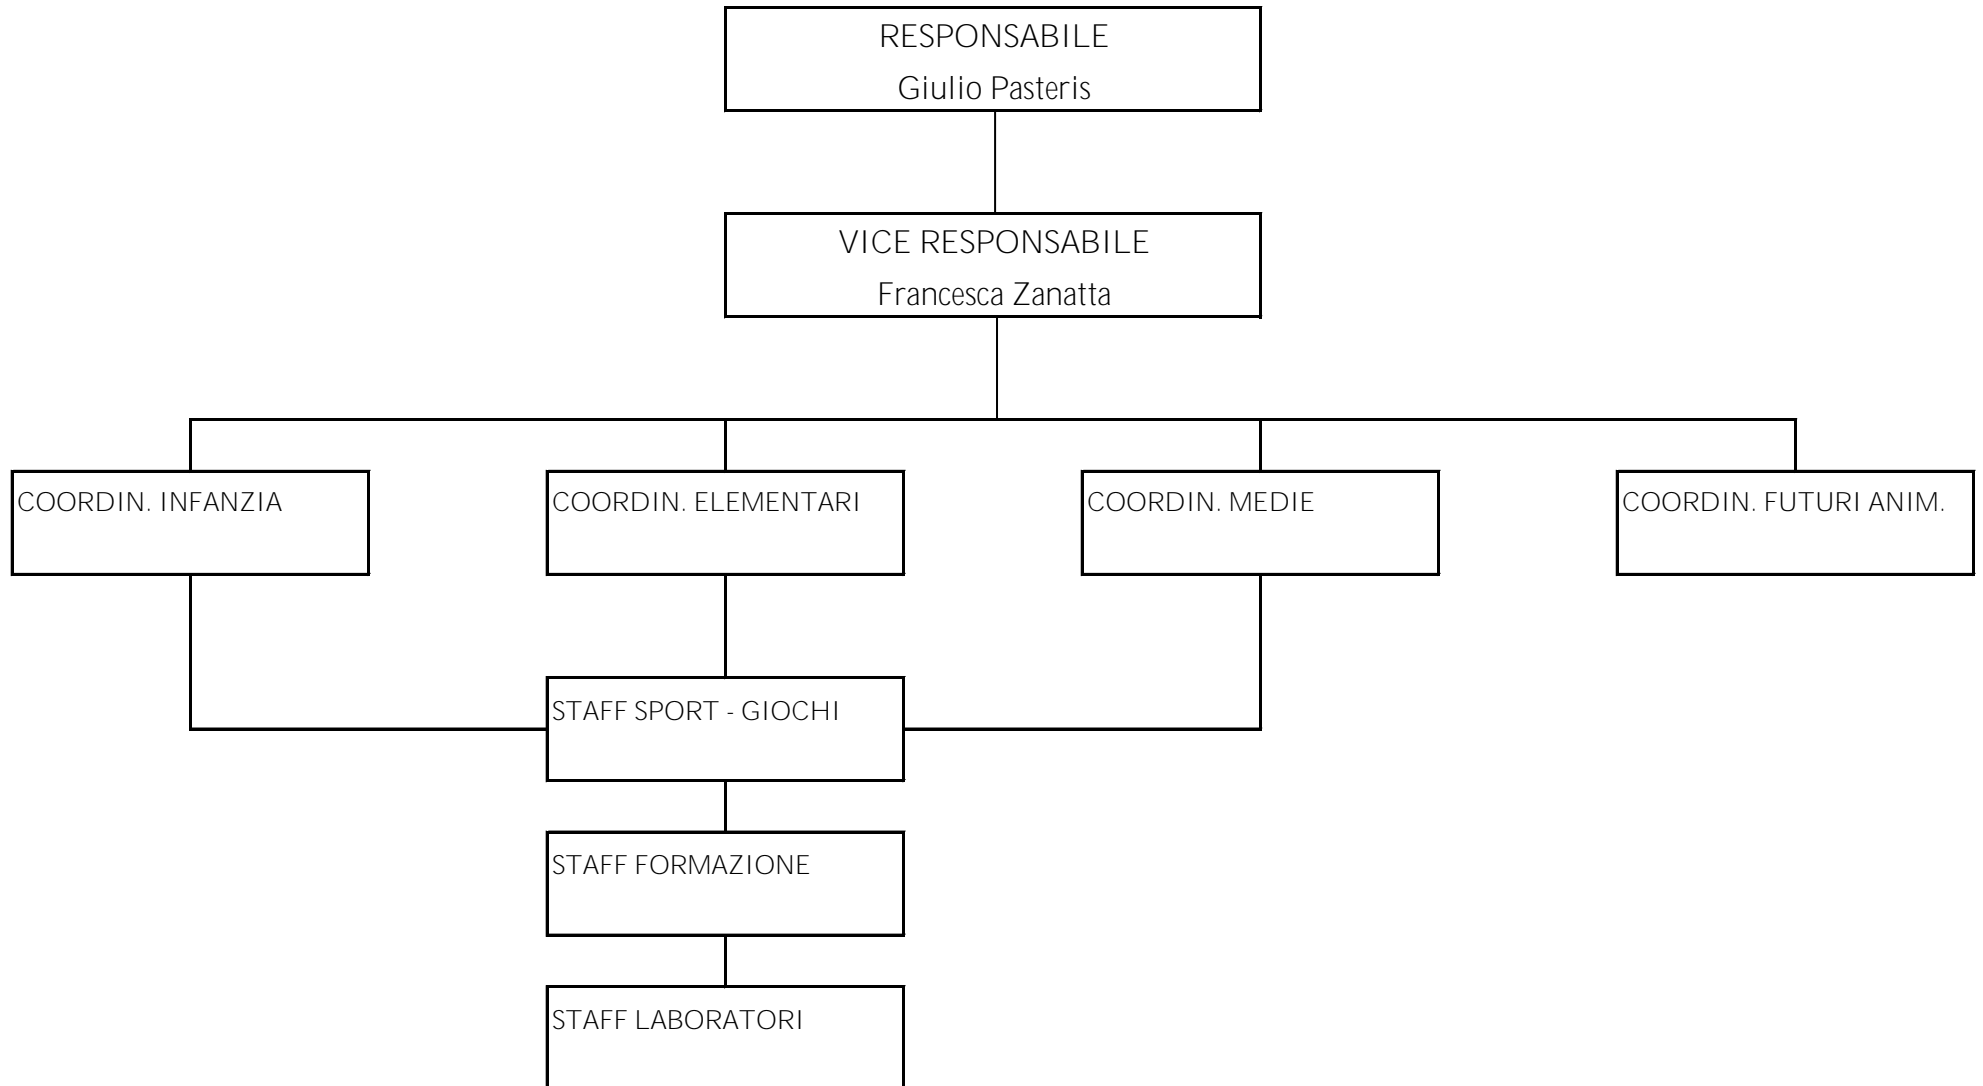 RESPONSABILE
Giulio Pasteris
VICE RESPONSABILE
Francesca Zanatta
COORDIN. INFANZIA
COORDIN. ELEMENTARI
COORDIN. MEDIE
COORDIN. FUTURI ANIM.
STAFF SPORT - GIOCHI
STAFF FORMAZIONE
STAFF LABORATORI